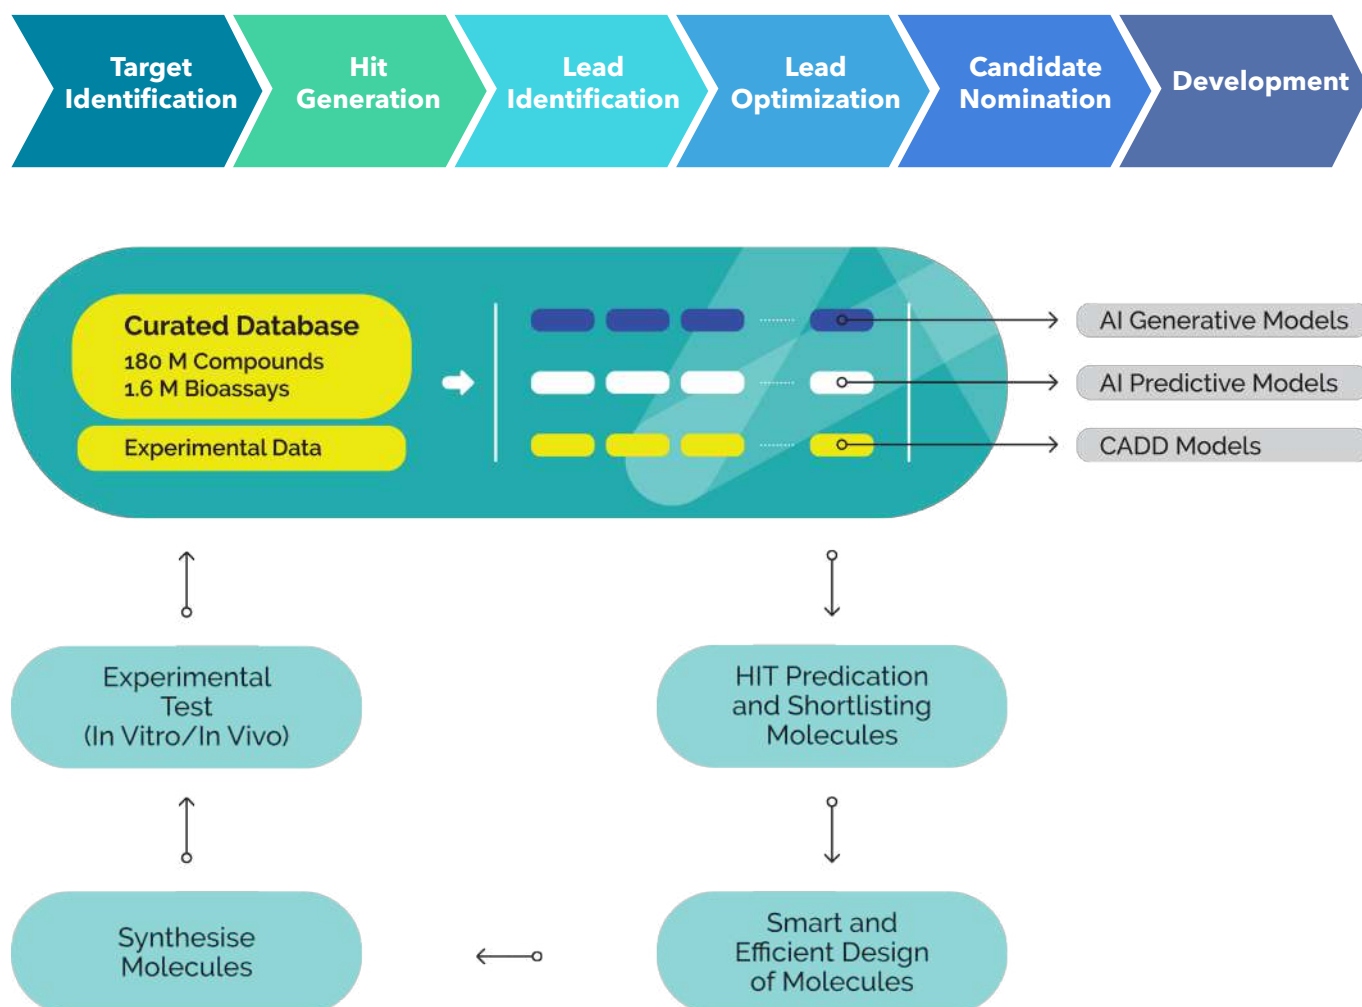 Target
Identification
Hit
Generation
Lead
Identification
Lead
Optimization
Candidate
Nomination
Development
Curated Database
180 M Compounds
1.6 M Bioassays
Experimental Data
AI Generative Models
AI Predictive Models
CADD Models
Experimental
Test
(In Vitro/In Vivo)
HIT Predication
and Shortlisting
Molecules
Synthesise
Molecules
Smart and
Efficient Design
of Molecules